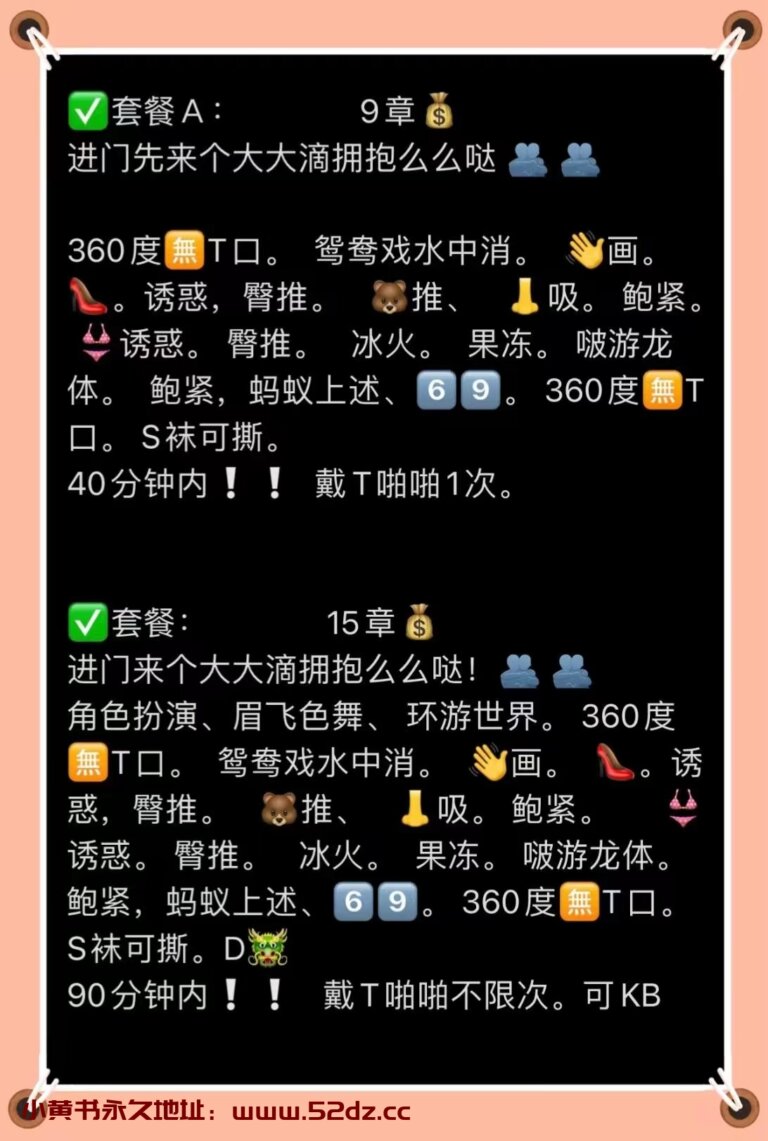 ✅套餐A： 9章💰
进门先来个大大滴拥抱么么哒 🫂 🫂
360度🈚T口。 鸳鸯戏水中消。 👋画。
👠。诱惑，臀推。 🐻推、 👃吸。 鲍紧。
👙诱惑。 臀推。 冰火。 果冻。 啵游龙
体。 鲍紧，蚂蚁上述、6️⃣9️⃣。 360度🈚T
口。 S袜可撕。
40分钟内❕❕ 戴T啪啪1次。
✅套餐： 15章💰
进门来个大大滴拥抱么么哒！ 🫂 🫂
角色扮演、眉飞色舞、 环游世界。 360度
🈚T口。 鸳鸯戏水中消。 👋画。 👠。诱
惑，臀推。 🐻推、 👃吸。 鲍紧。 👙
诱惑。 臀推。 冰火。 果冻。 啵游龙体。
鲍紧，蚂蚁上述、6️⃣9️⃣。 360度🈚T口。
S袜可撕。D🐲
90分钟内❕❕ 戴T啪啪不限次。可KB
小黄书永久地址：www.52dz.cc